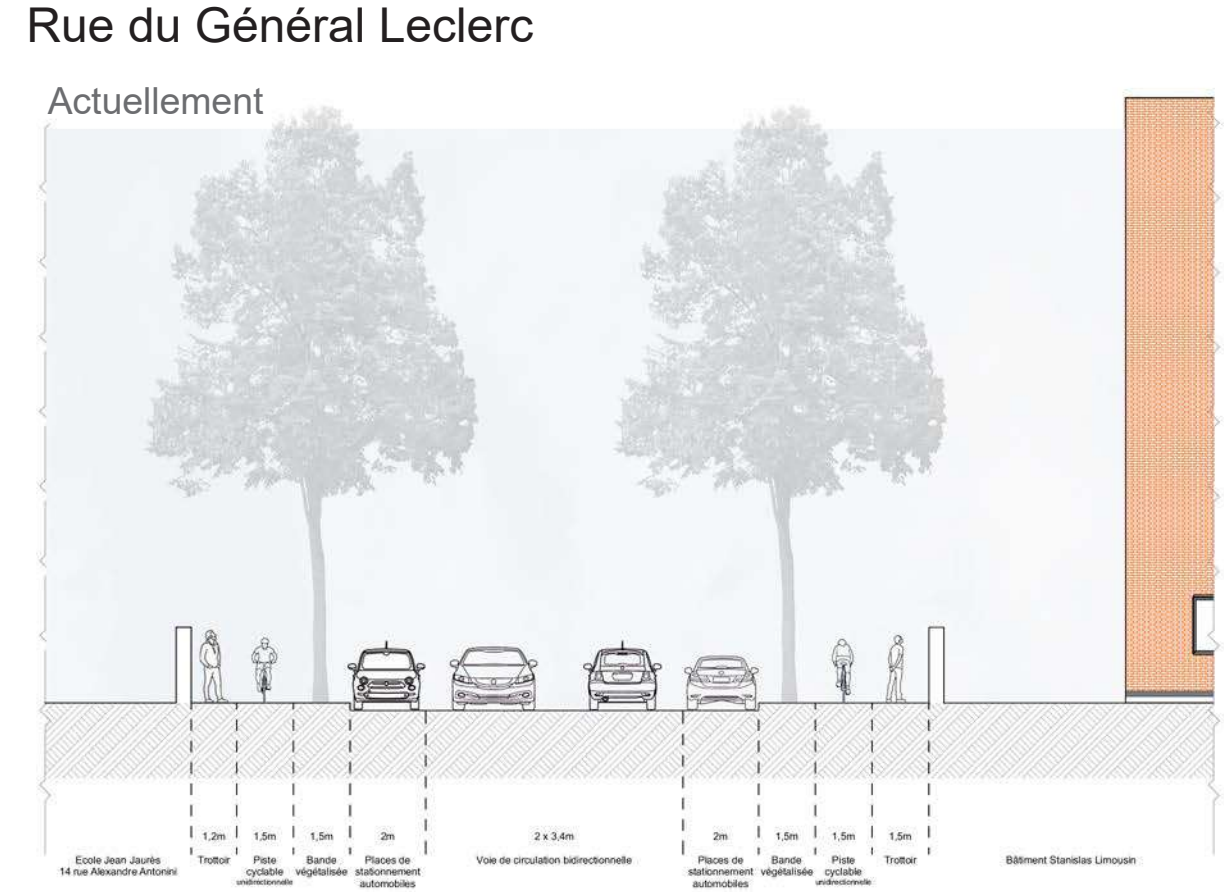 Rue du Général Leclerc
Actuellement
1,2m 1,5m 1,5m 2m 2 x 3,4m 2m 1,5m 1,5m 1,5m
Ecole Jean Jaurès
14 rue Alexandre Antonini
Trottoir
Piste
cyclable
unidirectionnelle
Bande
végétalisée
Places de
stationnement
automobiles
Voie de circulation bidirectionnelle
Places de
stationnement
automobiles
Bande
végétalisée
Piste
cyclable
unidirectionnelle
Trottoir
Bâtiment Stanislas Limousin